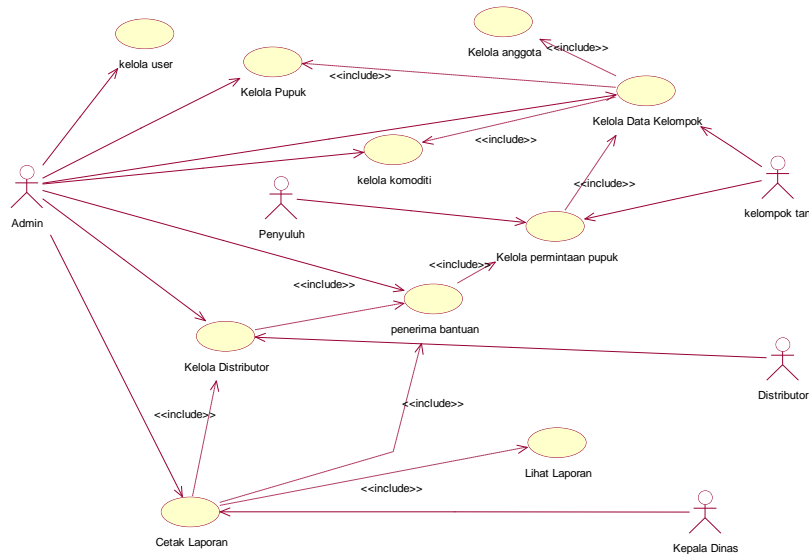 Kelola anggota
<<include>>
kelola user
Kelola Pupuk
<<include>>
Kelola Data Kelompok
<<include>>
kelola komoditi
<<include>>
Admin
Penyuluh
kelompok tan
Kelola permintaan pupuk
<<include>>
<<include>>
penerima bantuan
Kelola Distributor
Distributor
<<include>>
<<include>>
Lihat Laporan
<<include>>
Cetak Laporan
Kepala Dinas